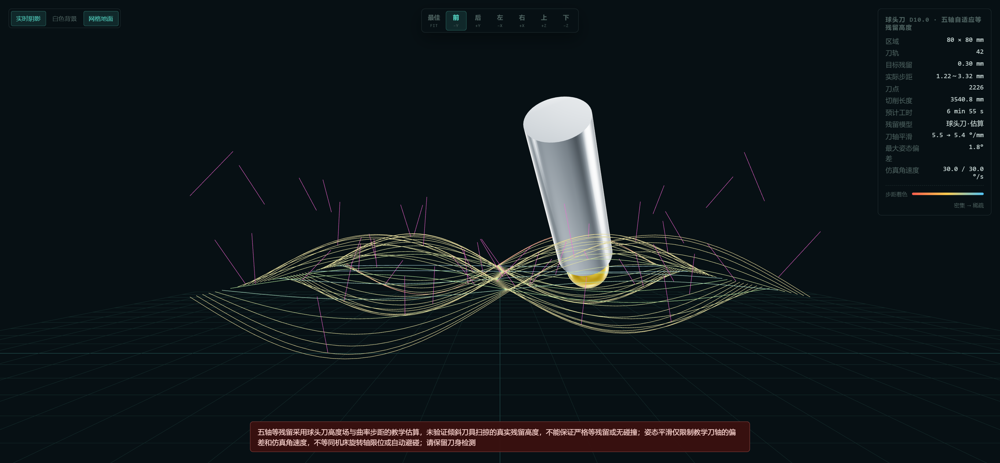 实时阴影 白色背景 网格地面
最佳 前 后 左 右 上 下
FIT -Y +Y -X +X +Z -Z
球头刀 D10.0 · 五轴自适应等
残留高度
区域 80 × 80 mm
刀轨 42
目标残留 0.30 mm
实际步距 1.22~3.32 mm
刀点 2226
切削长度 3540.8 mm
预计工时 6 min 55 s
残留模型 球头刀·估算
刀轴平滑 5.5 → 5.4 °/mm
最大姿态偏 1.8°
差
仿真角速度 30.0 / 30.0
°/s
步距着色
密集 → 稀疏
五轴等残留采用球头刀高度场与曲率步距的教学估算，未验证倾斜刀具扫掠的真实残留高度，不能保证严格等残留或无碰撞；姿态平滑仅限制教学刀轴的偏
差和仿真角速度，不等同机床旋转轴限位或自动避碰；请保留刀身检测